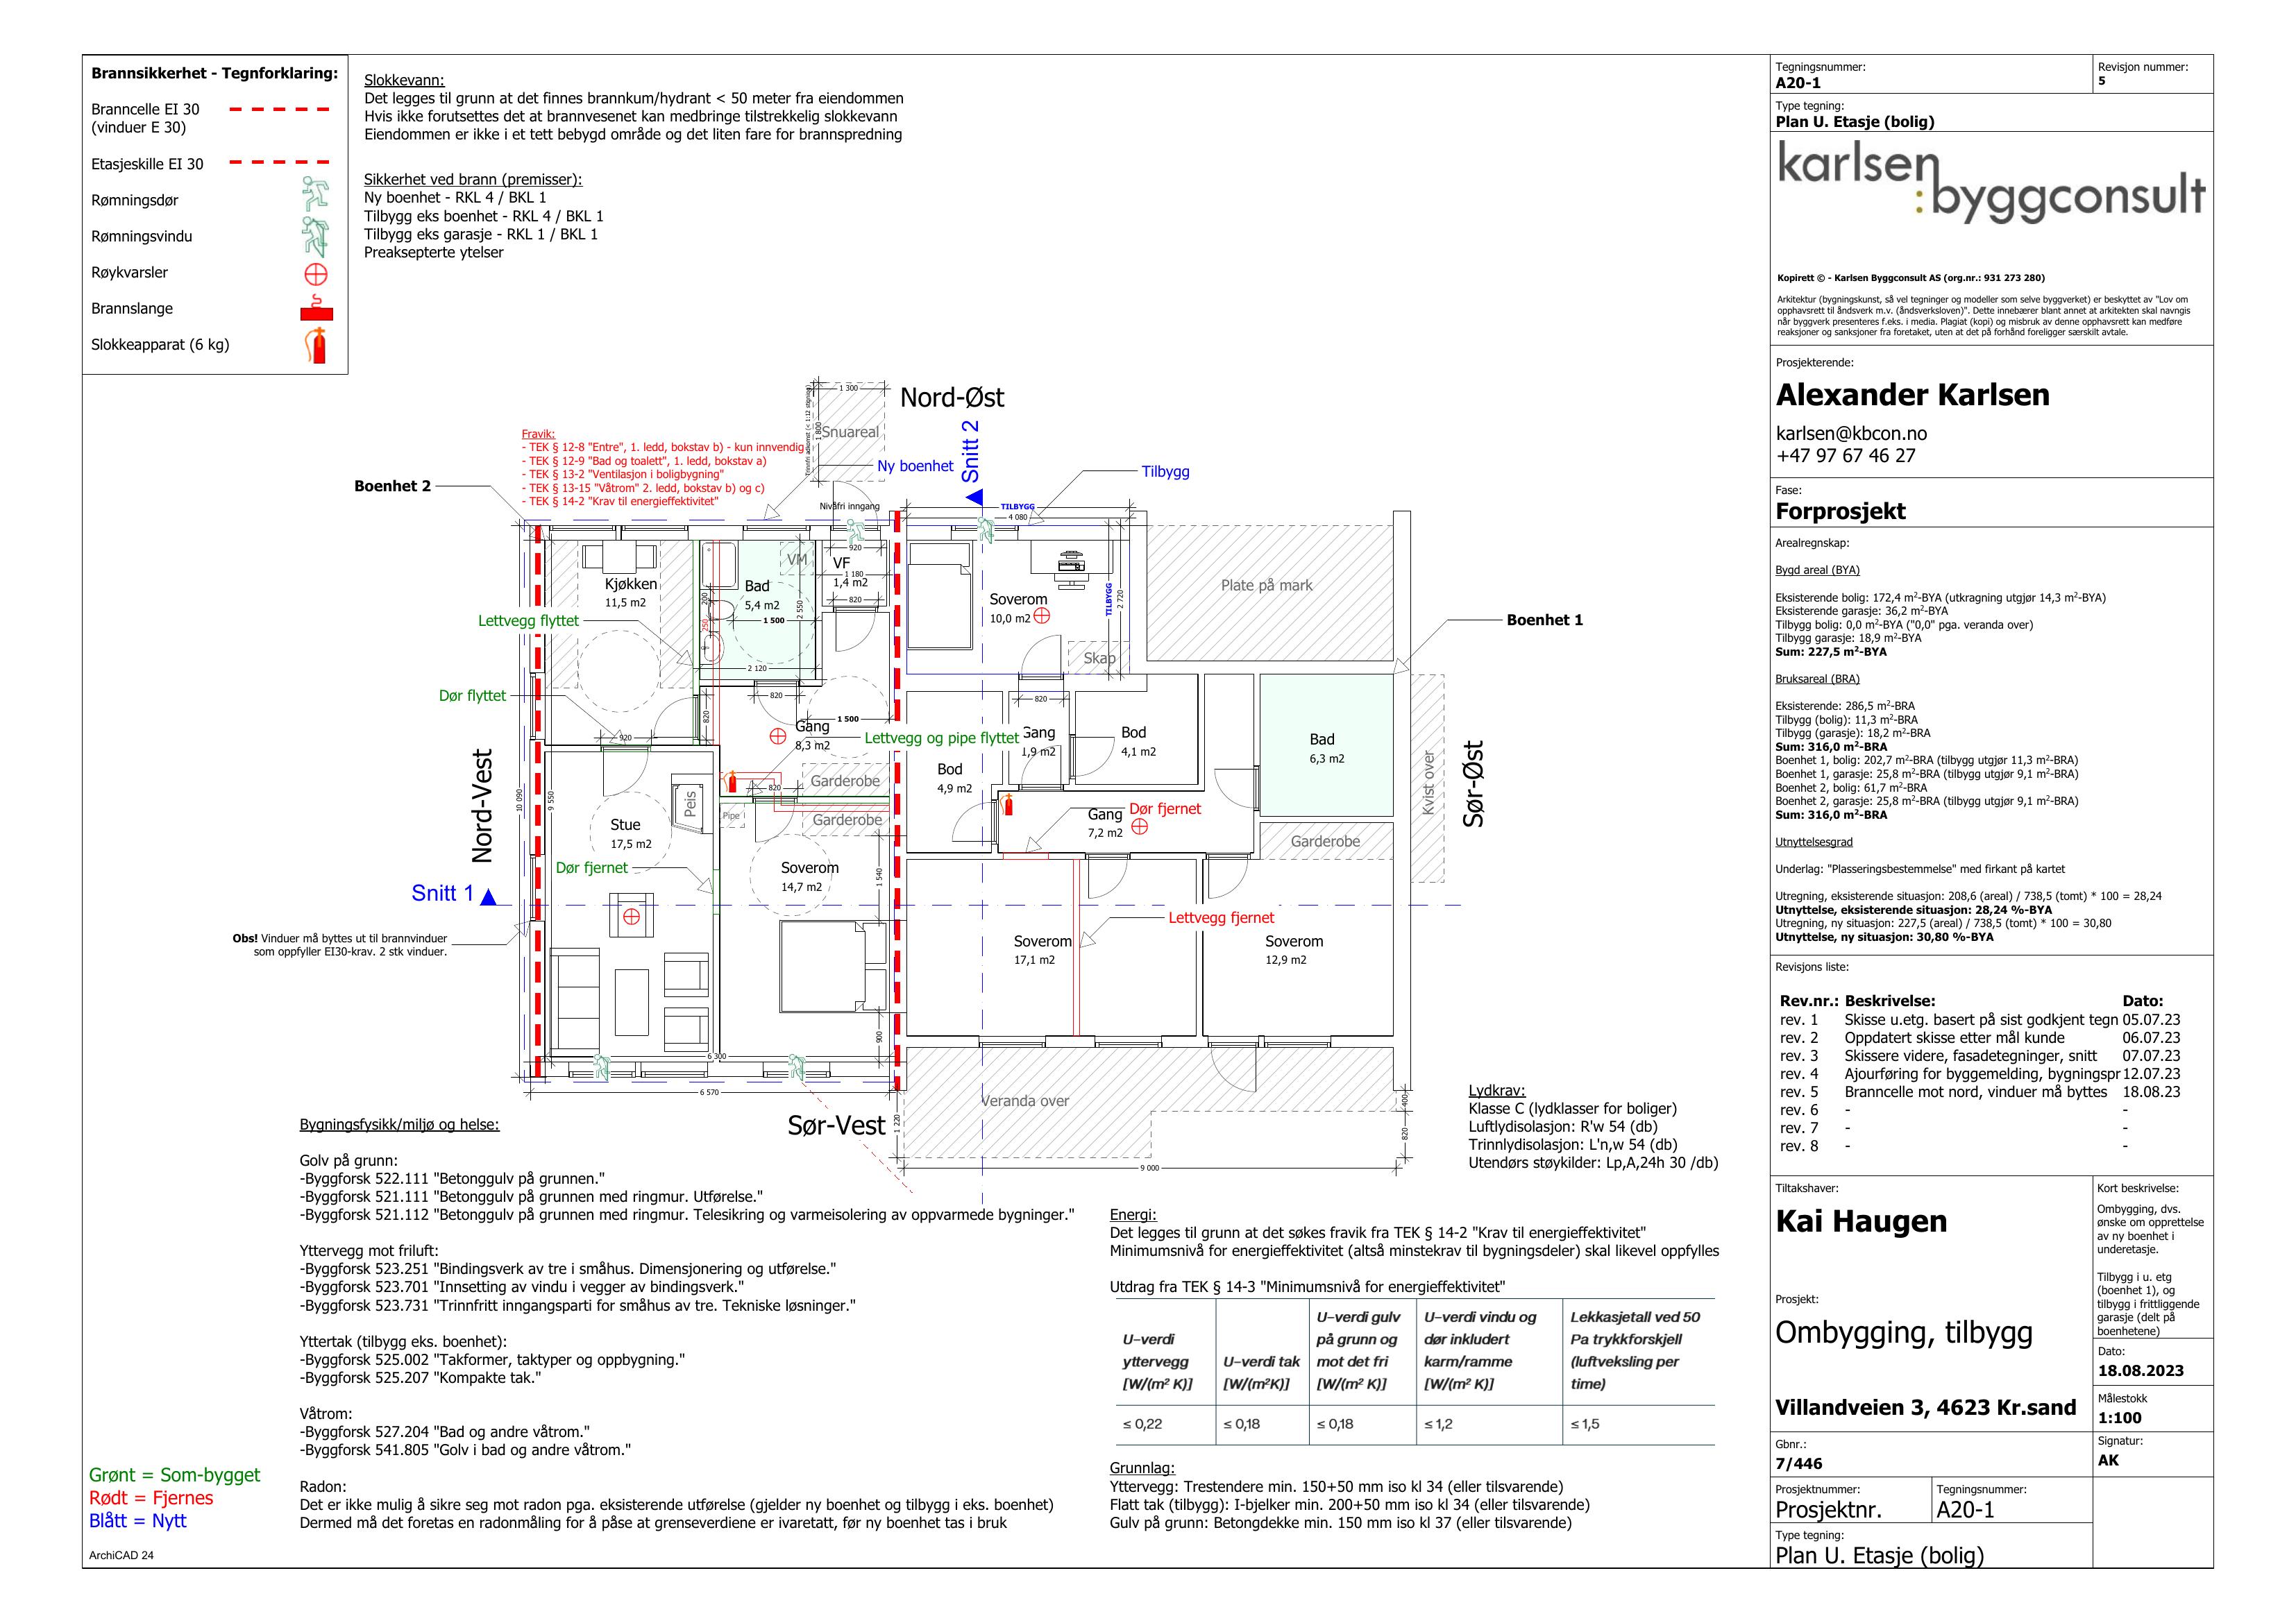 Brannsikkerhet - Tegnforklaring:
Branncelle EI 30
(vinduer E 30)
Etasjeskille EI 30
Rømningsdør
Rømningsvindu
Røykvarsler
Brannslange
Slokkeapparat (6 kg)
Slokkevann:
Det legges til grunn at det finnes brannkum/hydrant < 50 meter fra eiendommen
Hvis ikke forutsettes det at brannvesenet kan medbringe tilstrekkelig slokkevann
Eiendommen er ikke i et tett bebygd område og det liten fare for brannspredning
Sikkerhet ved brann (premisser):
Ny boenhet - RKL 4 / BKL 1
Tilbygg eks boenhet - RKL 4 / BKL 1
Tilbygg eks garasje - RKL 1 / BKL 1
Preaksepterte ytelser
Fravik:
- TEK § 12-8 "Entre", 1. ledd, bokstav b) - kun innvendig
- TEK § 12-9 "Bad og toalett", 1. ledd, bokstav a)
- TEK § 13-2 "Ventilasjon i boligbygning"
- TEK § 13-15 "Våtrom" 2. ledd, bokstav b) og c)
- TEK § 14-2 "Krav til energieffektivitet"
1 300
1 800
Snuareal
Nord-Øst
Snitt 2
Ny boenhet
Tilbygg
Boenhet 2
Nivåfri inngang
TILBYGG
4 080
920
VM
VF
1 180
1,4 m2
820
Kjøkken
11,5 m2
Bad
5,4 m2
200
250
2 550
1 500
2 120
Soverom
10,0 m2
TILBYGG
2 720
Skap
Plate på mark
Boenhet 1
Lettvegg flyttet
Dør flyttet
820
820
820
920
1 500
Gang
8,3 m2
Lettvegg og pipe flyttet
Gang
1,9 m2
Bod
4,1 m2
Bad
6,3 m2
Kvist over
Sør-Øst
Nord-Vest
10 090
9 550
Peis
Pipe
820
Garderobe
Garderobe
Bod
4,9 m2
Gang
7,2 m2
Dør fjernet
Garderobe
Stue
17,5 m2
Dør fjernet
Soverom
14,7 m2
1 540
Snitt 1
Lettvegg fjernet
Obs! Vinduer må byttes ut til brannvinduer
som oppfyller EI30-krav. 2 stk vinduer.
Soverom
17,1 m2
Soverom
12,9 m2
900
6 300
6 570
Veranda over
1 220
400
820
9 000
Sør-Vest
Lydkrav:
Klasse C (lydklasser for boliger)
Luftlydisolasjon: R'w 54 (db)
Trinnlydisolasjon: L'n,w 54 (db)
Utendørs støykilder: Lp,A,24h 30 /db)
Bygningsfysikk/miljø og helse:
Golv på grunn:
-Byggforsk 522.111 "Betonggulv på grunnen."
-Byggforsk 521.111 "Betonggulv på grunnen med ringmur. Utførelse."
-Byggforsk 521.112 "Betonggulv på grunnen med ringmur. Telesikring og varmeisolering av oppvarmede bygninger."
Yttervegg mot friluft:
-Byggforsk 523.251 "Bindingsverk av tre i småhus. Dimensjonering og utførelse."
-Byggforsk 523.701 "Innsetting av vindu i vegger av bindingsverk."
-Byggforsk 523.731 "Trinnfritt inngangsparti for småhus av tre. Tekniske løsninger."
Yttertak (tilbygg eks. boenhet):
-Byggforsk 525.002 "Takformer, taktyper og oppbygning."
-Byggforsk 525.207 "Kompakte tak."
Våtrom:
-Byggforsk 527.204 "Bad og andre våtrom."
-Byggforsk 541.805 "Golv i bad og andre våtrom."
Radon:
Det er ikke mulig å sikre seg mot radon pga. eksisterende utførelse (gjelder ny boenhet og tilbygg i eks. boenhet)
Dermed må det foretas en radonmåling for å påse at grenseverdiene er ivaretatt, før ny boenhet tas i bruk
Grønt = Som-bygget
Rødt = Fjernes
Blått = Nytt
ArchiCAD 24
Energi:
Det legges til grunn at det søkes fravik fra TEK § 14-2 "Krav til energieffektivitet"
Minimumsnivå for energieffektivitet (altså minstekrav til bygningsdeler) skal likevel oppfylles
Utdrag fra TEK § 14-3 "Minimumsnivå for energieffektivitet"
U-verdi yttervegg [W/(m² K)]
U-verdi tak [W/(m²K)]
U-verdi gulv på grunn og mot det fri [W/(m² K)]
U-verdi vindu og dør inkludert karm/ramme [W/(m² K)]
Lekkasjetall ved 50 Pa trykkforskjell (luftveksling per time)
≤ 0,22 ≤ 0,18 ≤ 0,18 ≤ 1,2 ≤ 1,5
Grunnlag:
Yttervegg: Trestendere min. 150+50 mm iso kl 34 (eller tilsvarende)
Flatt tak (tilbygg): I-bjelker min. 200+50 mm iso kl 34 (eller tilsvarende)
Gulv på grunn: Betongdekke min. 150 mm iso kl 37 (eller tilsvarende)
Tegningsnummer:
A20-1
Revisjon nummer:
5
Type tegning:
Plan U. Etasje (bolig)
karlsen
:byggconsult
Kopirett © - Karlsen Byggconsult AS (org.nr.: 931 273 280)
Arkitektur (bygningskunst, så vel tegninger og modeller som selve byggverket) er beskyttet av "Lov om
opphavsrett til åndsverk m.v. (åndsverksloven)". Dette innebærer blant annet at arkitekten skal navngis
når byggverk presenteres f.eks. i media. Plagiat (kopi) og misbruk av denne opphavsrett kan medføre
reaksjoner og sanksjoner fra foretaket, uten at det på forhånd foreligger særskilt avtale.
Prosjekterende:
Alexander Karlsen
karlsen@kbcon.no
+47 97 67 46 27
Fase:
Forprosjekt
Arealregnskap:
Bygd areal (BYA)
Eksisterende bolig: 172,4 m²-BYA (utkragning utgjør 14,3 m²-BYA)
Eksisterende garasje: 36,2 m²-BYA
Tilbygg bolig: 0,0 m²-BYA ("0,0" pga. veranda over)
Tilbygg garasje: 18,9 m²-BYA
Sum: 227,5 m²-BYA
Bruksareal (BRA)
Eksisterende: 286,5 m²-BRA
Tilbygg (bolig): 11,3 m²-BRA
Tilbygg (garasje): 18,2 m²-BRA
Sum: 316,0 m²-BRA
Boenhet 1, bolig: 202,7 m²-BRA (tilbygg utgjør 11,3 m²-BRA)
Boenhet 1, garasje: 25,8 m²-BRA (tilbygg utgjør 9,1 m²-BRA)
Boenhet 2, bolig: 61,7 m²-BRA
Boenhet 2, garasje: 25,8 m²-BRA (tilbygg utgjør 9,1 m²-BRA)
Sum: 316,0 m²-BRA
Utnyttelsesgrad
Underlag: "Plasseringsbestemmelse" med firkant på kartet
Utregning, eksisterende situasjon: 208,6 (areal) / 738,5 (tomt) * 100 = 28,24
Utnyttelse, eksisterende situasjon: 28,24 %-BYA
Utregning, ny situasjon: 227,5 (areal) / 738,5 (tomt) * 100 = 30,80
Utnyttelse, ny situasjon: 30,80 %-BYA
Revisjons liste:
Rev.nr.: Beskrivelse: Dato:
rev. 1 Skisse u.etg. basert på sist godkjent tegn 05.07.23
rev. 2 Oppdatert skisse etter mål kunde 06.07.23
rev. 3 Skissere videre, fasadetegninger, snitt 07.07.23
rev. 4 Ajourføring for byggemelding, bygningspr 12.07.23
rev. 5 Branncelle mot nord, vinduer må byttes 18.08.23
rev. 6 - -
rev. 7 - -
rev. 8 - -
Tiltakshaver:
Kai Haugen
Prosjekt:
Ombygging, tilbygg
Villandveien 3, 4623 Kr.sand
Kort beskrivelse:
Ombygging, dvs.
ønske om opprettelse
av ny boenhet i
underetasje.
Tilbygg i u. etg
(boenhet 1), og
tilbygg i frittliggende
garasje (delt på
boenhetene)
Dato:
18.08.2023
Målestokk
1:100
Gbnr.:
7/446
Signatur:
AK
Prosjektnummer:
Prosjektnr.
Tegningsnummer:
A20-1
Type tegning:
Plan U. Etasje (bolig)